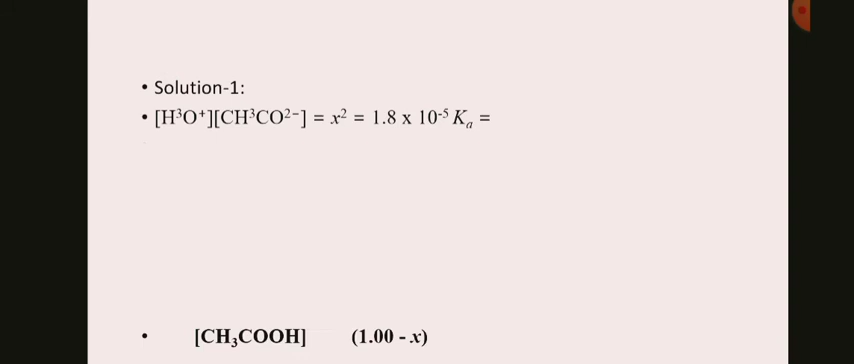 • Solution-1:
• [H³O⁺][CH³CO²⁻] = x² = 1.8 x 10⁻⁵ Kₐ =
• [CH₃COOH] (1.00 - x)